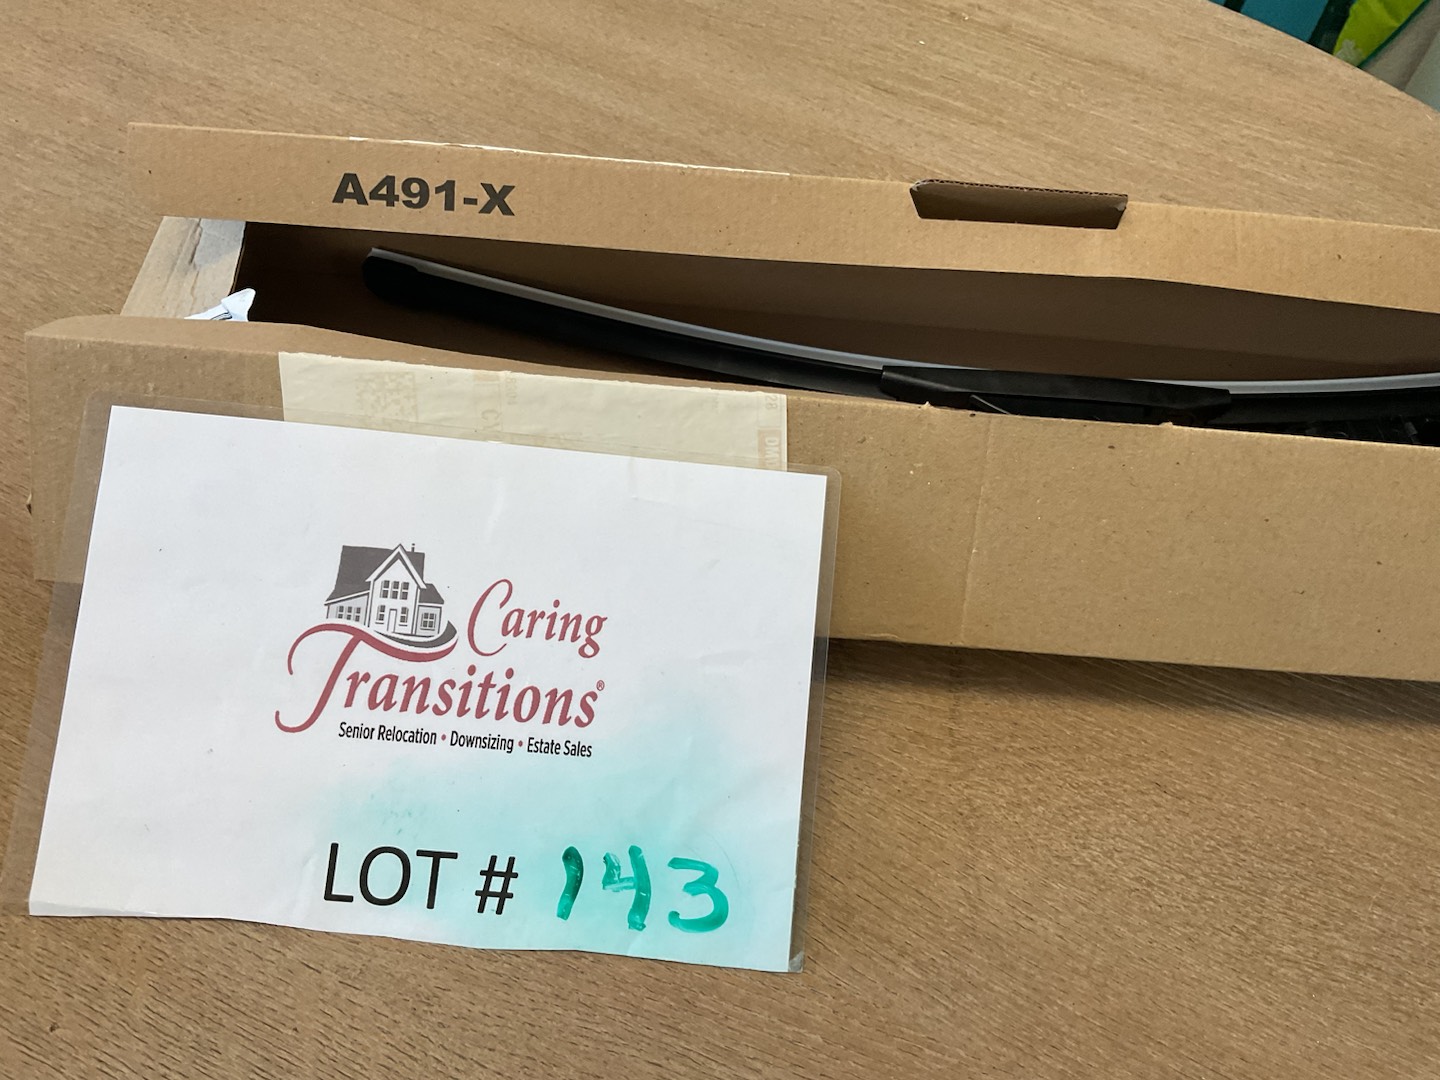 A491-X
Caring
Transitions®
Senior Relocation • Downsizing • Estate Sales
LOT # 143